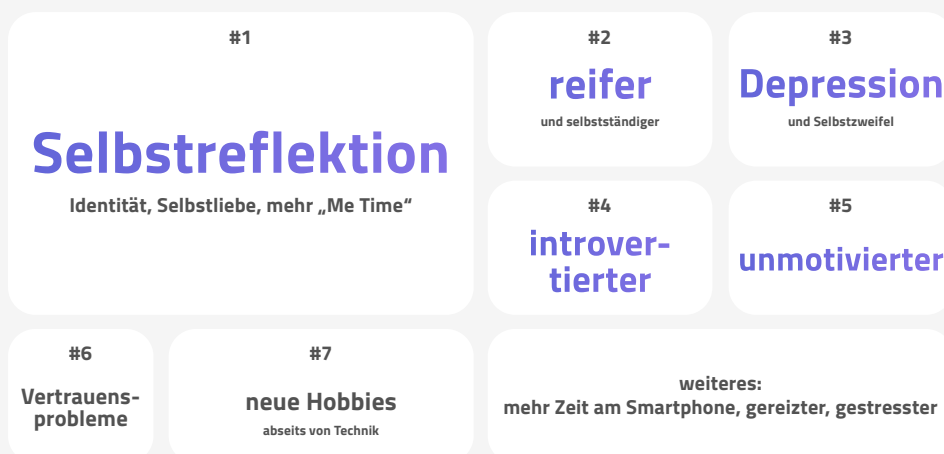 #1
Selbstreflektion
Identität, Selbstliebe, mehr „Me Time“
#2
reifer
und selbstständiger
#3
Depression
und Selbstzweifel
#4
introver-
tierter
#5
unmotivierter
#6
Vertrauens-
probleme
#7
neue Hobbies
abseits von Technik
weiteres:
mehr Zeit am Smartphone, gereizter, gestresster